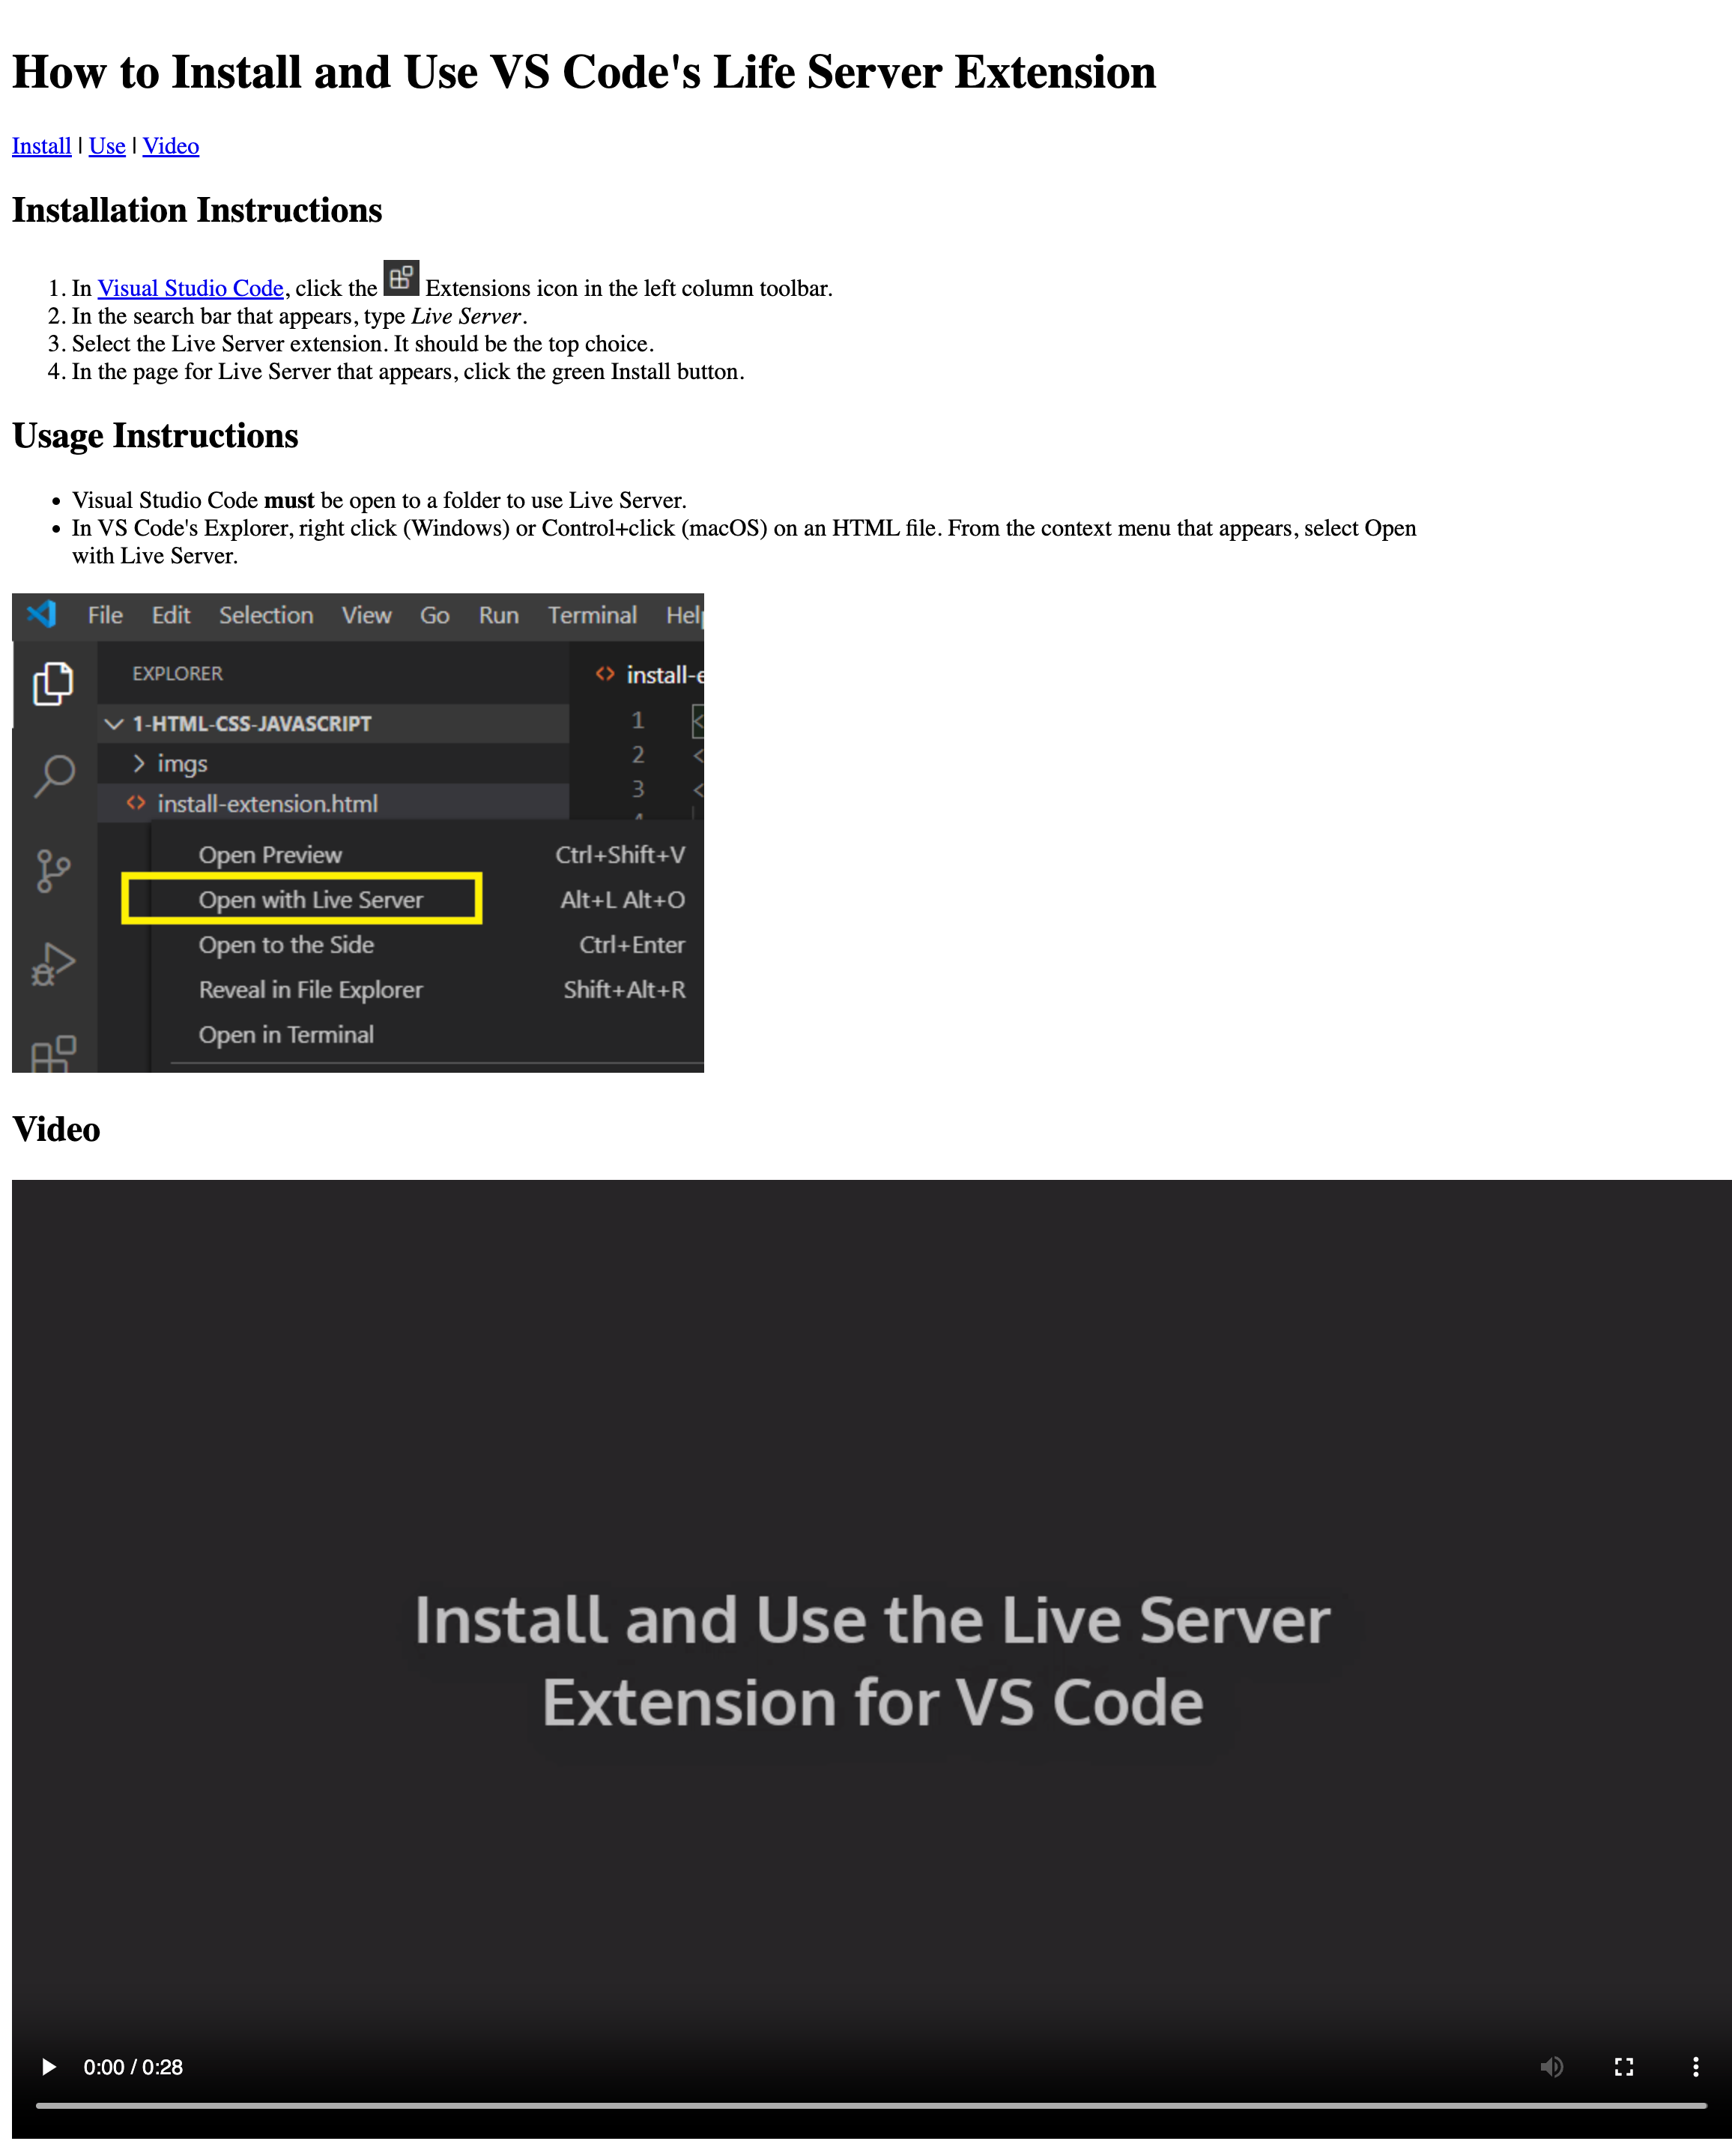 How to Install and Use VS Code's Life Server Extension
Install | Use | Video
Installation Instructions
1. In Visual Studio Code, click the Extensions icon in the left column toolbar.
2. In the search bar that appears, type Live Server.
3. Select the Live Server extension. It should be the top choice.
4. In the page for Live Server that appears, click the green Install button.
Usage Instructions
• Visual Studio Code must be open to a folder to use Live Server.
• In VS Code's Explorer, right click (Windows) or Control+click (macOS) on an HTML file. From the context menu that appears, select Open
with Live Server.
File Edit Selection View Go Run Terminal
EXPLORER
1-HTML-CSS-JAVASCRIPT
imgs
install-extension.html
<> install-e
1 <
2 <
3 <
Open Preview Ctrl+Shift+V
Open with Live Server Alt+L Alt+O
Open to the Side Ctrl+Enter
Reveal in File Explorer Shift+Alt+R
Open in Terminal
Video
Install and Use the Live Server
Extension for VS Code
0:00 / 0:28